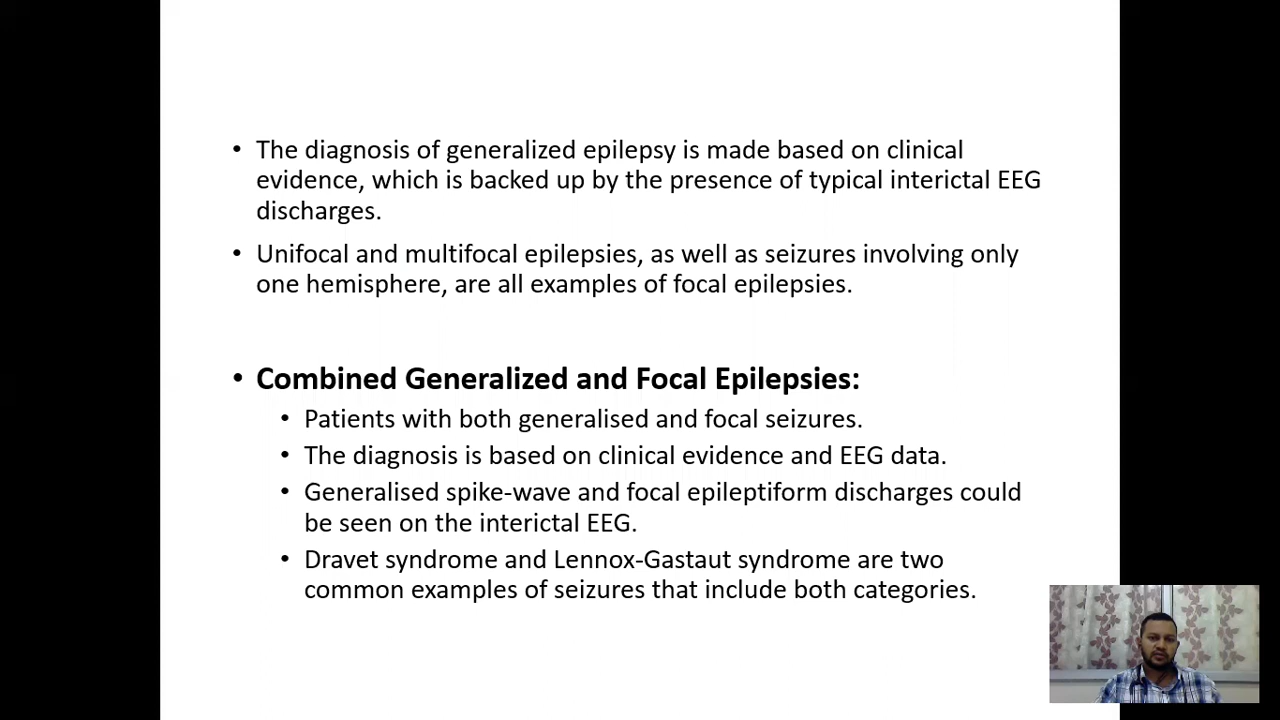 • The diagnosis of generalized epilepsy is made based on clinical
evidence, which is backed up by the presence of typical interictal EEG
discharges.
• Unifocal and multifocal epilepsies, as well as seizures involving only
one hemisphere, are all examples of focal epilepsies.
• Combined Generalized and Focal Epilepsies:
• Patients with both generalised and focal seizures.
• The diagnosis is based on clinical evidence and EEG data.
• Generalised spike-wave and focal epileptiform discharges could
be seen on the interictal EEG.
• Dravet syndrome and Lennox-Gastaut syndrome are two
common examples of seizures that include both categories.